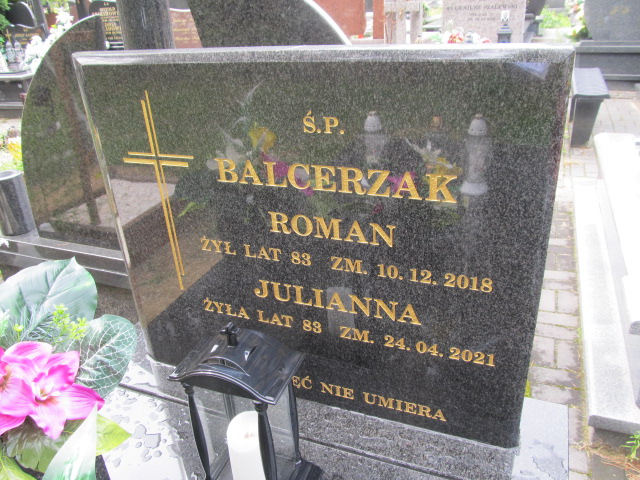 Ś.P.
BALCERZAK
ROMAN
ŻYŁ LAT 83 ZM. 10.12.2018
JULIANNA
ŻYŁA LAT 83 ZM. 24.04.2021
ĘĆ NIE UMIERA